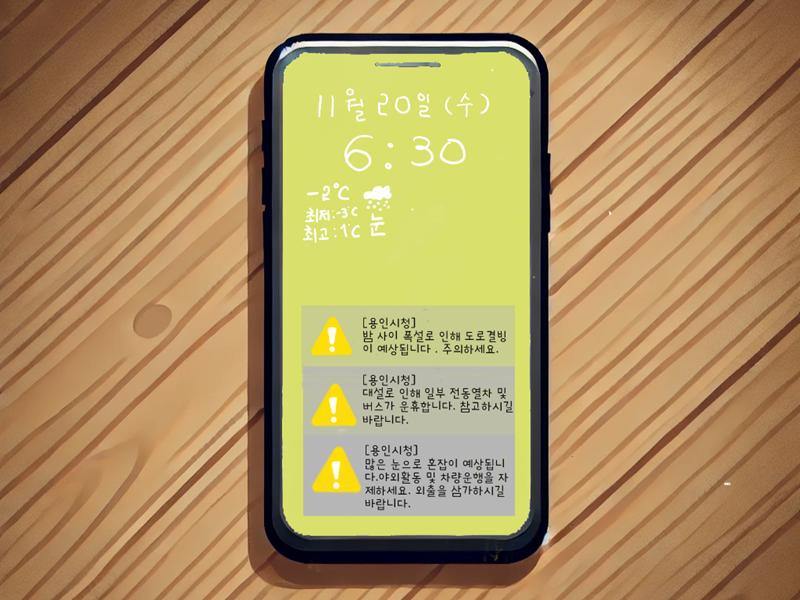 11월 20일 (수)
6:30
-2°C
최저:-3°C
최고:1°C
눈
[용인시청]
밤 사이 폭설로 인해 도로결빙
이 예상됩니다. 주의하세요.
[용인시청]
대설로 인해 일부 전동열차 및
버스가 운휴합니다. 참고하시길
바랍니다.
[용인시청]
많은 눈으로 혼잡이 예상됩니
다.야외활동 및 차량운행을 자
제하세요. 외출을 삼가하시길
바랍니다.